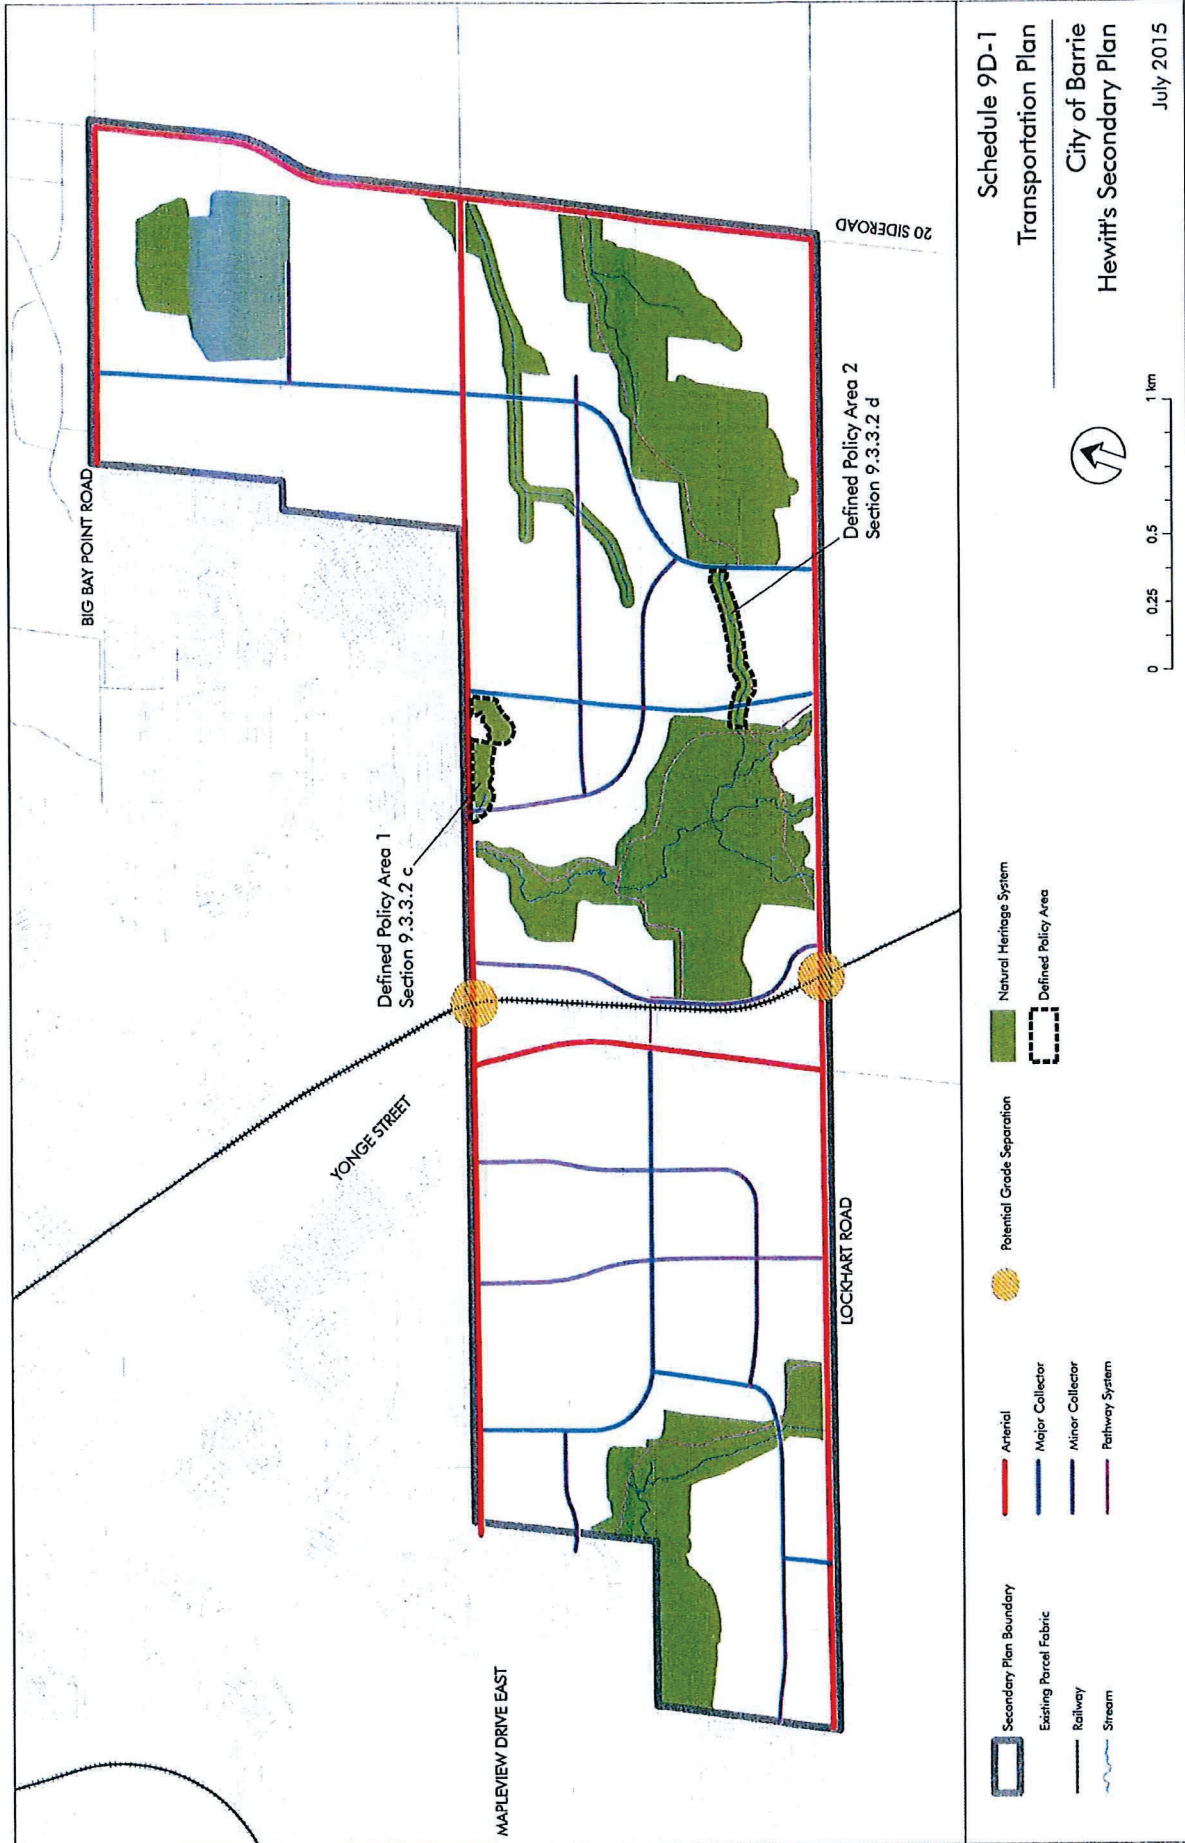 BIG BAY POINT ROAD
20 SIDEROAD
Defined Policy Area 1
Section 9.3.3.2 c
Defined Policy Area 2
Section 9.3.3.2 d
YONGE STREET
MAPLEVIEW DRIVE EAST
LOCKHART ROAD
Secondary Plan Boundary
Existing Parcel Fabric
Railway
Stream
Arterial
Major Collector
Minor Collector
Pathway System
Potential Grade Separation
Natural Heritage System
Defined Policy Area
0 0.25 0.5 1 km
Schedule 9D-1
Transportation Plan
City of Barrie
Hewitt's Secondary Plan
July 2015